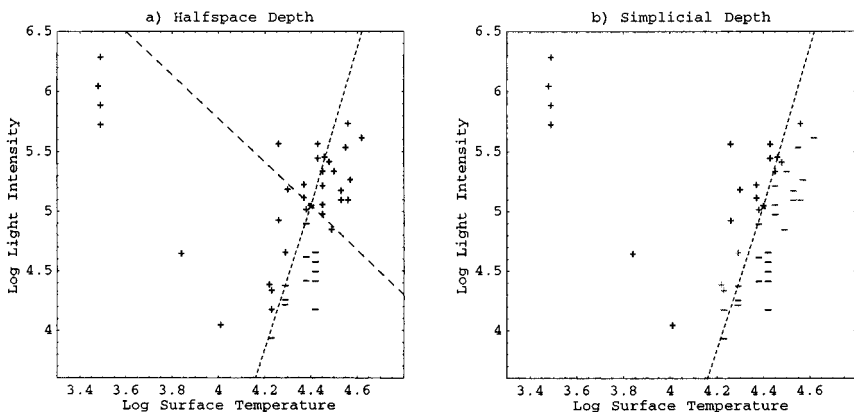 a) Halfspace Depth
6.5
6
5.5
5
4.5
4
Log Light Intensity
3.4 3.6 3.8 4 4.2 4.4 4.6
Log Surface Temperature
b) Simplicial Depth
6.5
6
5.5
5
4.5
4
Log Light Intensity
3.4 3.6 3.8 4 4.2 4.4 4.6
Log Surface Temperature